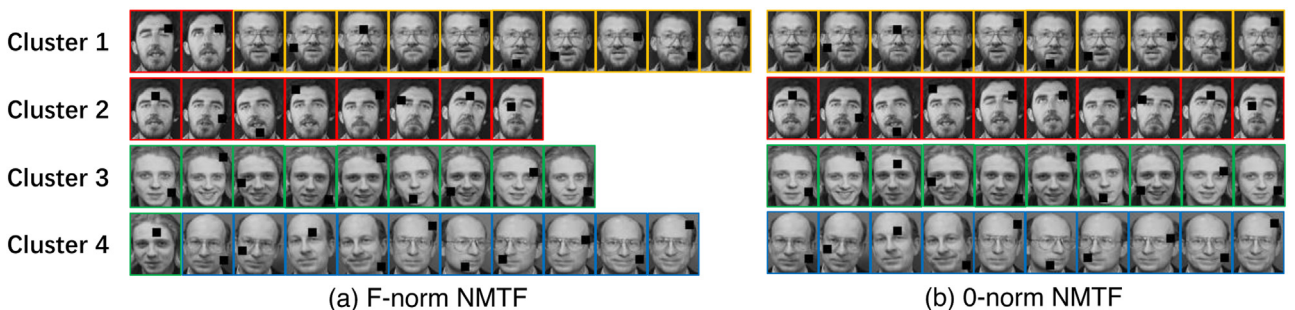 Cluster 1
Cluster 2
Cluster 3
Cluster 4
(a) F-norm NMTF
(b) 0-norm NMTF